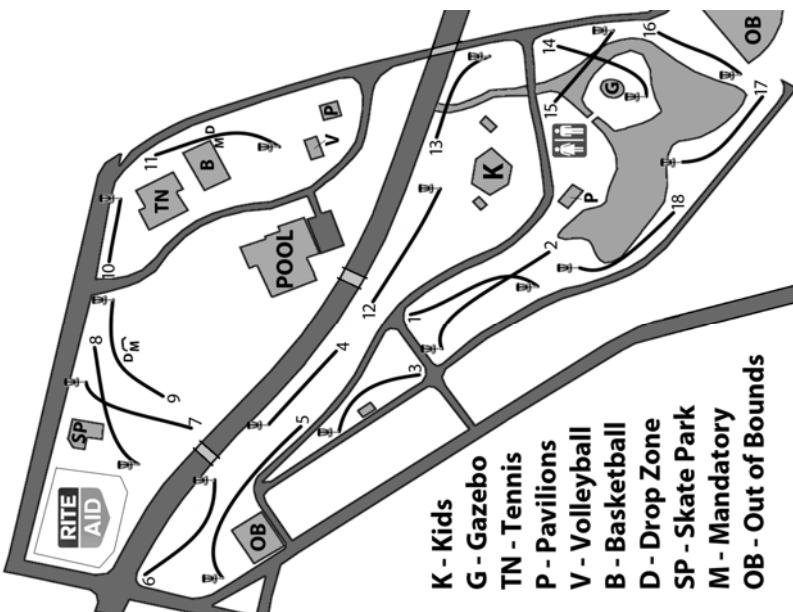 RITE
AID
SP
OB
POOL
TN
B
M
D
V
P
K
P
G
OB
D
M
1
2
3
4
5
6
7
8
9
10
11
12
13
14
15
16
17
18
K - Kids
G - Gazebo
TN - Tennis
P - Pavilions
V - Volleyball
B - Basketball
D - Drop Zone
SP - Skate Park
M - Mandatory
OB - Out of Bounds